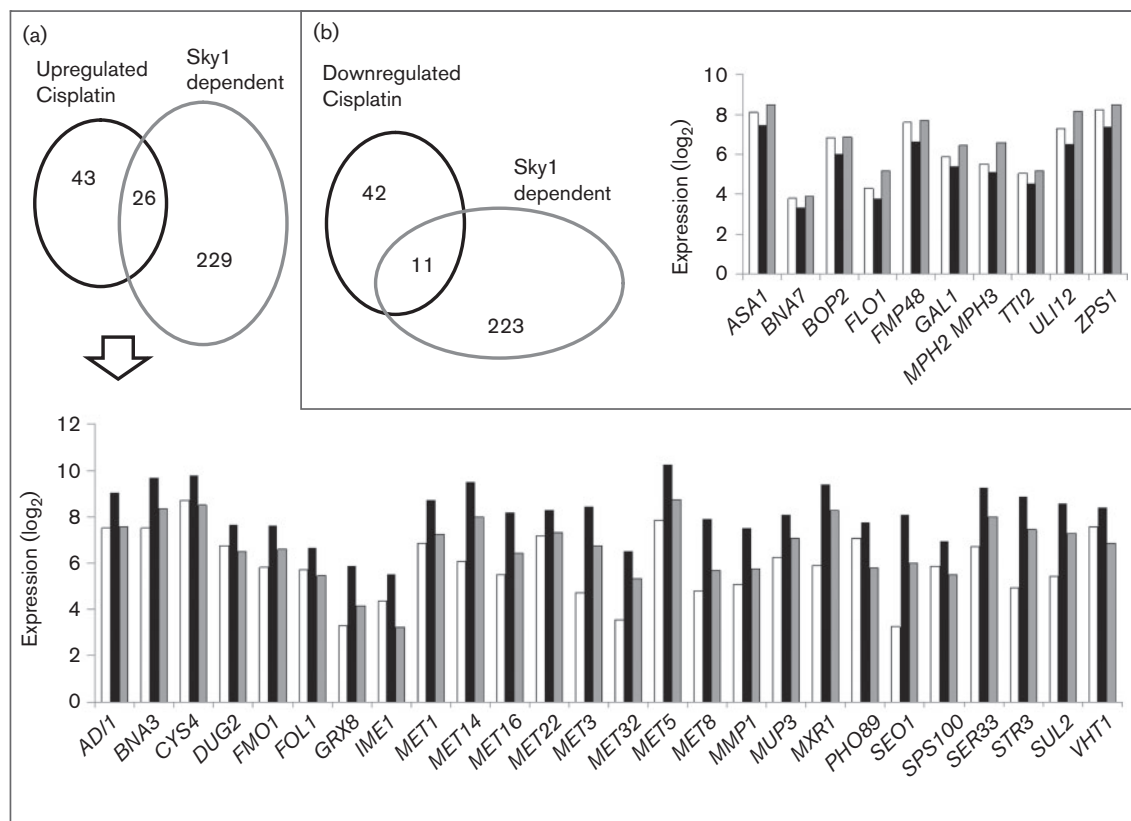 (a)
Upregulated
Cisplatin
Sky1
dependent
43
26
229
(b)
Downregulated
Cisplatin
Sky1
dependent
42
11
223
Expression (log2)
10
8
6
4
2
0
ASA1
BNA7
BOP2
FLO1
FMP48
GAL1
MPH2 MPH3
TTI2
ULI12
ZPS1
Expression (log2)
12
10
8
6
4
2
0
ADI1
BNA3
CYS4
DUG2
FMO1
FOL1
GRX8
IME1
MET1
MET14
MET16
MET22
MET3
MET32
MET5
MET8
MMP1
MUP3
MXR1
PHO89
SEO1
SPS100
SER33
STR3
SUL2
VHT1